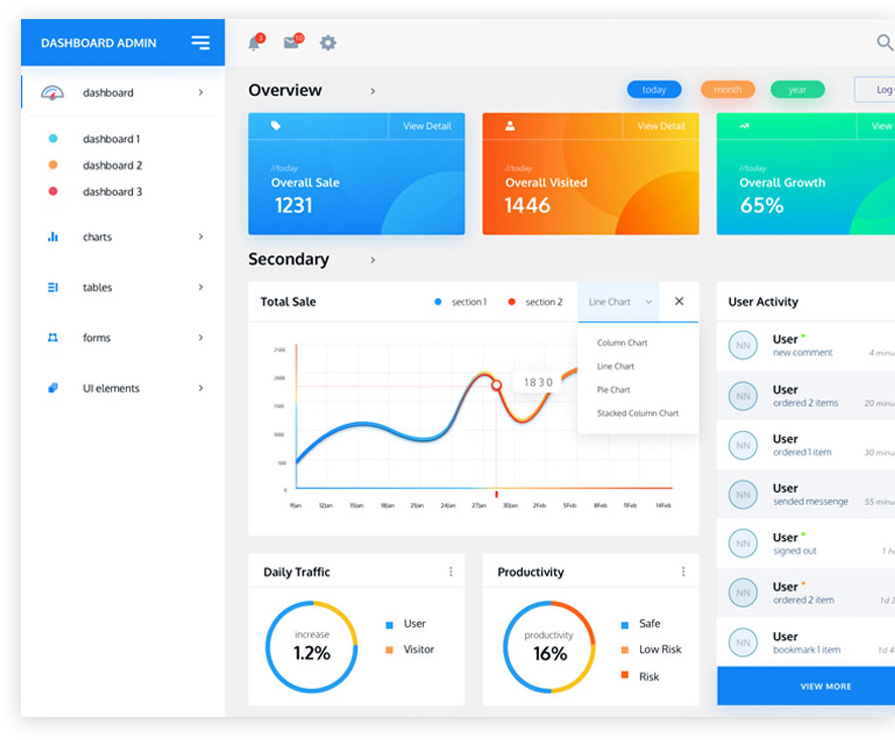 DASHBOARD ADMIN
3
10
dashboard
dashboard 1
dashboard 2
dashboard 3
charts
tables
forms
UI elements
Overview
today
month
year
Log
View Detail
//today
Overall Sale
1231
View Detail
//today
Overall Visited
1446
View
//today
Overall Growth
65%
Secondary
Total Sale
section 1
section 2
Line Chart
Column Chart
Line Chart
Pie Chart
Stacked Column Chart
2500
2000
1500
1000
500
0
1830
9Jan 12Jan 15Jan 18Jan 21Jan 24Jan 27Jan 30Jan 2Feb 5Feb 8Feb 11Feb 14Feb
User Activity
NN
User
new comment
4 minu
NN
User
ordered 2 items
20 minu
NN
User
ordered 1 item
30 minu
NN
User
sended messenge
55 minu
NN
User
signed out
1 h
NN
User
ordered 2 item
1d 3
NN
User
bookmark 1 item
1d 4
VIEW MORE
Daily Traffic
increase
1.2%
User
Visitor
Productivity
productivity
16%
Safe
Low Risk
Risk